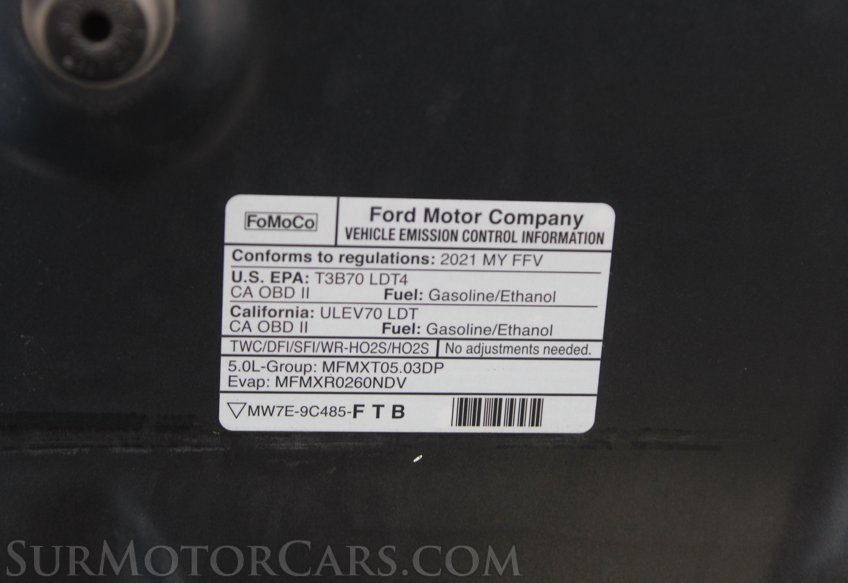 FoMoCo
Ford Motor Company
VEHICLE EMISSION CONTROL INFORMATION
Conforms to regulations: 2021 MY FFV
U.S. EPA: T3B70 LDT4
CA OBD II Fuel: Gasoline/Ethanol
California: ULEV70 LDT
CA OBD II Fuel: Gasoline/Ethanol
TWC/DFI/SFI/WR-HO2S/HO2S No adjustments needed.
5.0L-Group: MFMXT05.03DP
Evap: MFMXR0260NDV
MW7E-9C485-F T B
SurMotorCars.com